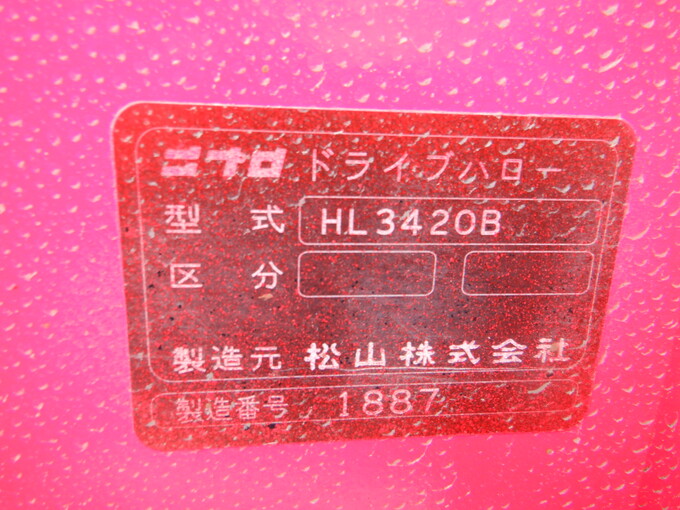 ニプロ ドライブハロー
型式 HL3420B
区分
製造元 松山株式会社
製造番号 1887